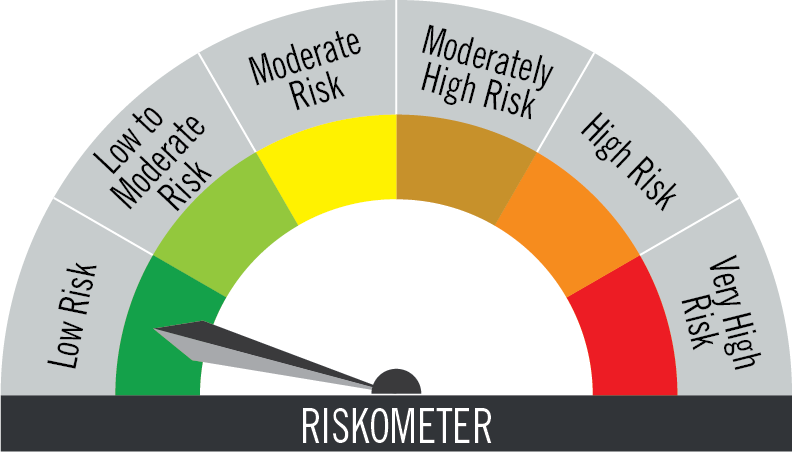 Low Risk
Low to
Moderate
Risk
Moderate
Risk
Moderately
High Risk
High Risk
Very High
Risk
RISKOMETER